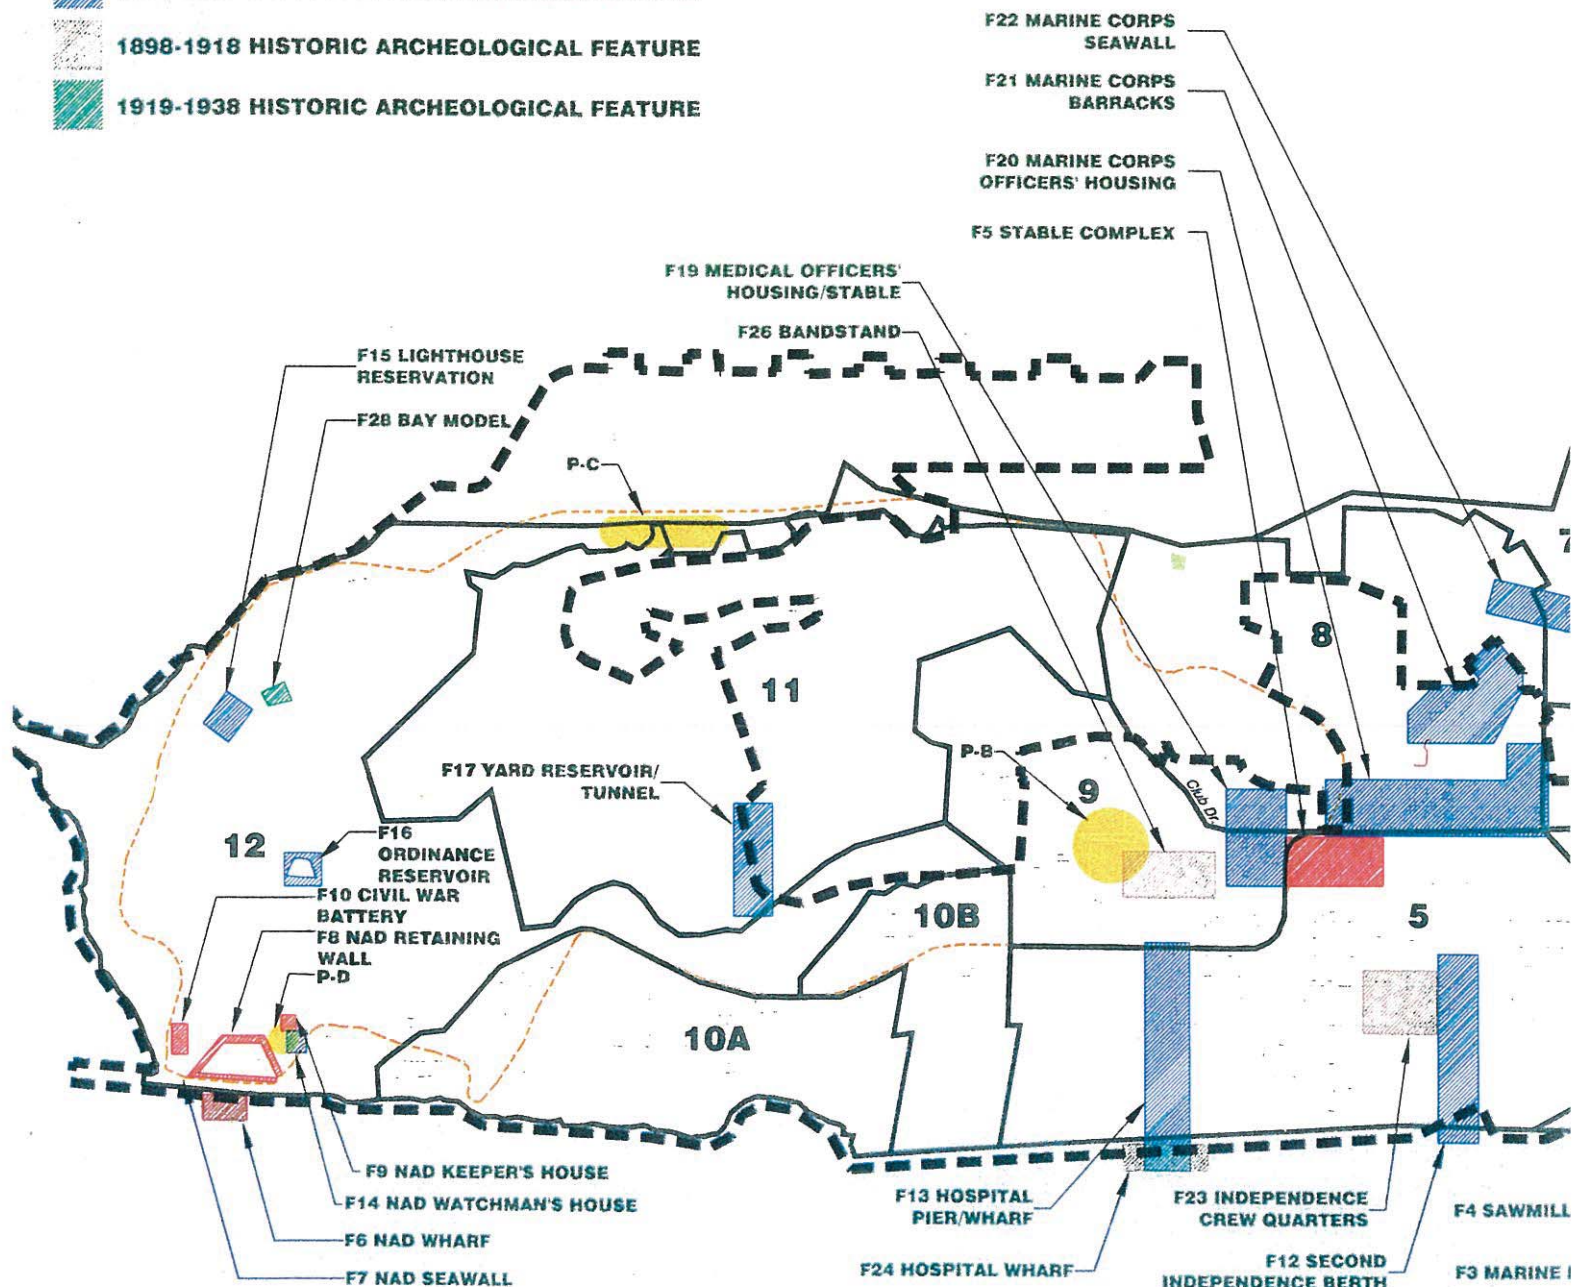 1898-1918 HISTORIC ARCHEOLOGICAL FEATURE
1919-1938 HISTORIC ARCHEOLOGICAL FEATURE
F22 MARINE CORPS
SEAWALL
F21 MARINE CORPS
BARRACKS
F20 MARINE CORPS
OFFICERS' HOUSING
F5 STABLE COMPLEX
F19 MEDICAL OFFICERS'
HOUSING/STABLE
F26 BANDSTAND
F15 LIGHTHOUSE
RESERVATION
F28 BAY MODEL
P-C
7
8
11
P-B
9
Club Dr.
F17 YARD RESERVOIR/
TUNNEL
12
F16
ORDINANCE
RESERVOIR
F10 CIVIL WAR
BATTERY
F8 NAD RETAINING
WALL
P-D
10B
5
10A
F9 NAD KEEPER'S HOUSE
F14 NAD WATCHMAN'S HOUSE
F6 NAD WHARF
F7 NAD SEAWALL
F13 HOSPITAL
PIER/WHARF
F24 HOSPITAL WHARF
F23 INDEPENDENCE
CREW QUARTERS
F12 SECOND
INDEPENDENCE BERTH
F4 SAWMILL
F3 MARINE